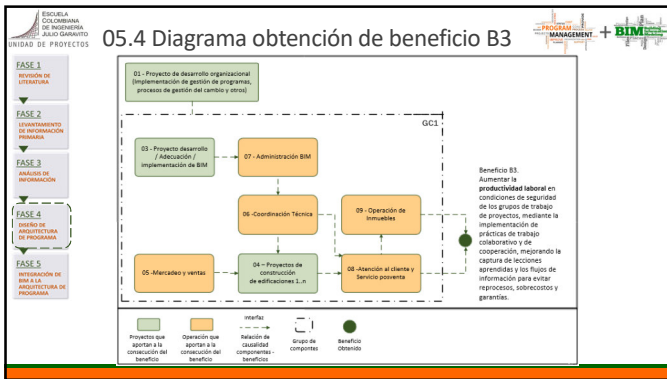 ESCUELA
COLOMBIANA
DE INGENIERÍA
JULIO GARAVITO
UNIDAD DE PROYECTOS
05.4 Diagrama obtención de beneficio B3
PROGRAM
MANAGEMENT
+
BIM
FASE 1
REVISIÓN DE
LITERATURA
FASE 2
LEVANTAMIENTO
DE INFORMACIÓN
PRIMARIA
FASE 3
ANÁLISIS DE
INFORMACIÓN
FASE 4
DISEÑO DE
ARQUITECTURA
DE PROGRAMA
FASE 5
INTEGRACIÓN DE
BIM A LA
ARQUITECTURA DE
PROGRAMA
01 - Proyecto de desarrollo organizacional
(Implementación de gestión de programas,
procesos de gestión del cambio y otros)
GC1
03 - Proyecto desarrollo
/ Adecuación /
implementación de BIM
07 - Administración BIM
06 -Coordinación Técnica
09 - Operación de
Inmuebles
05 -Mercadeo y ventas
04 – Proyectos de
construcción
de edificaciones 1..n
08 -Atención al cliente y
Servicio posventa
Beneficio B3.
Aumentar la
productividad laboral en
condiciones de seguridad
de los grupos de trabajo
de proyectos, mediante la
implementación de
prácticas de trabajo
colaborativo y de
cooperación, mejorando la
captura de lecciones
aprendidas y los flujos de
información para evitar
reprocesos, sobrecostos y
garantías.
Proyectos que
aportan a la
consecución del
beneficio
Operación que
aportan a la
consecución del
beneficio
Interfaz
Relación de
causalidad
componentes -
beneficios
Grupo de
compontes
Beneficio
Obtenido